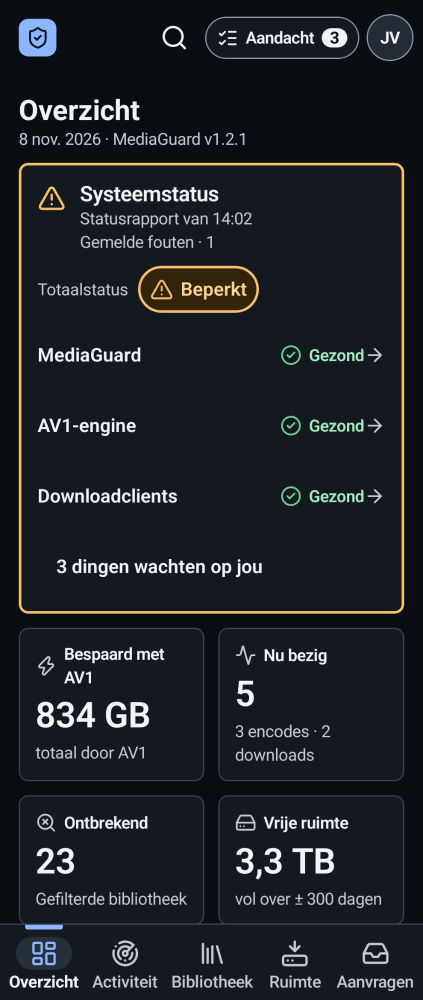 Aandacht 3 JV
Overzicht
8 nov. 2026 · MediaGuard v1.2.1
Systeemstatus
Statusrapport van 14:02
Gemelde fouten · 1
Totaalstatus Beperkt
MediaGuard Gezond
AV1-engine Gezond
Downloadclients Gezond
3 dingen wachten op jou
Bespaard met
AV1
834 GB
totaal door AV1
Nu bezig
5
3 encodes · 2
downloads
Ontbrekend
23
Gefilterde bibliotheek
Vrije ruimte
3,3 TB
vol over ± 300 dagen
Overzicht Activiteit Bibliotheek Ruimte Aanvragen